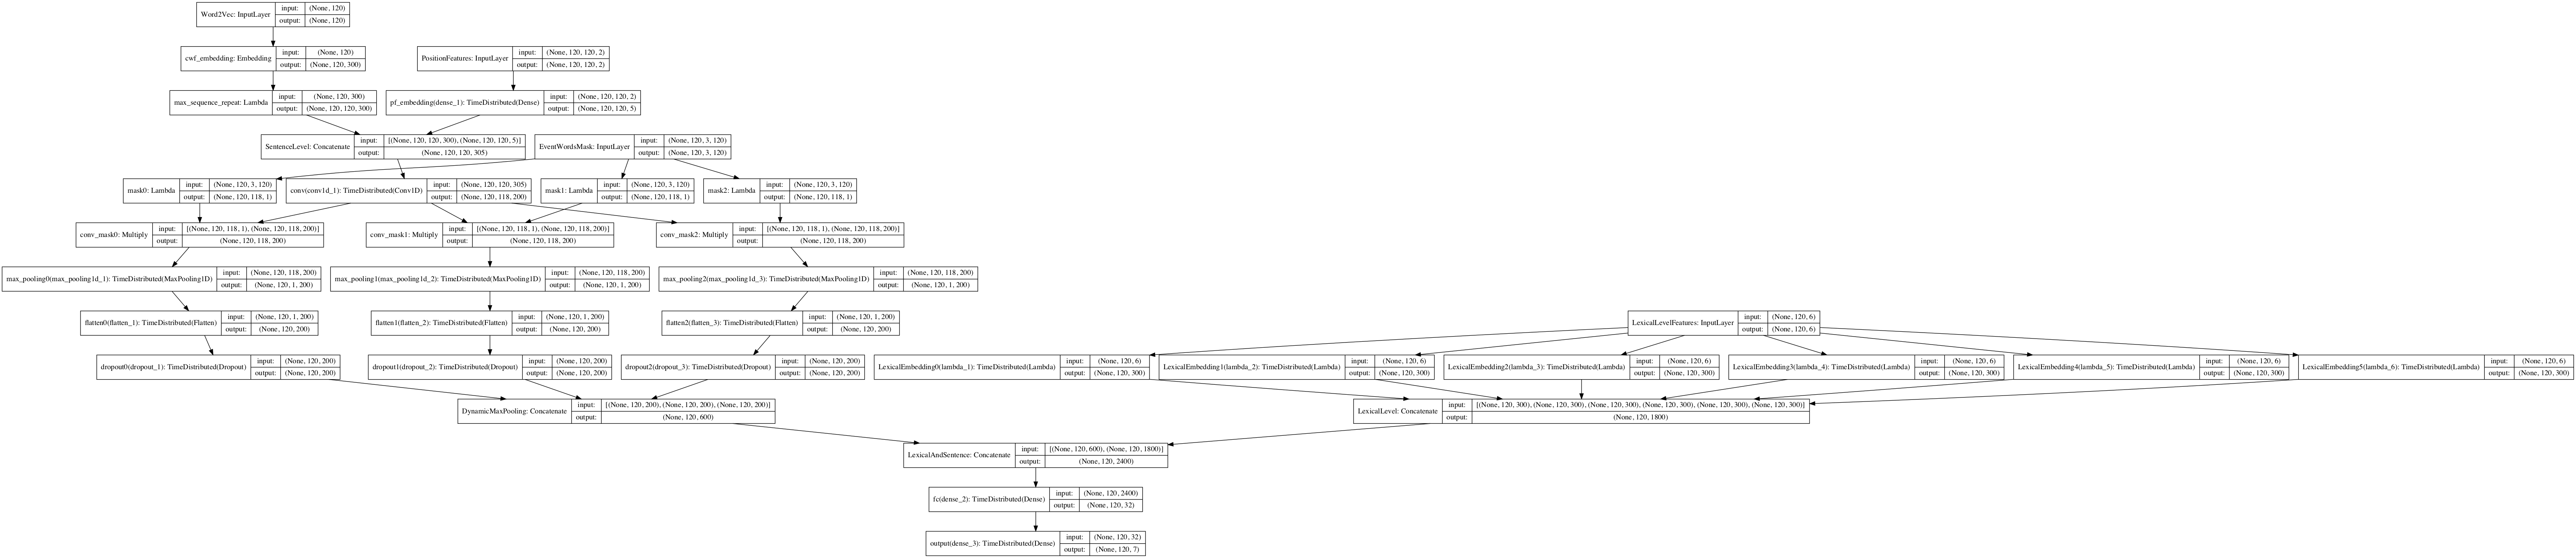 Word2Vec: InputLayer input: (None, 120)
output: (None, 120)
cwf_embedding: Embedding input: (None, 120)
output: (None, 120, 300)
PositionFeatures: InputLayer input: (None, 120, 120, 2)
output: (None, 120, 120, 2)
max_sequence_repeat: Lambda input: (None, 120, 300)
output: (None, 120, 120, 300)
pf_embedding(dense_1): TimeDistributed(Dense) input: (None, 120, 120, 2)
output: (None, 120, 120, 5)
SentenceLevel: Concatenate input: [(None, 120, 120, 300), (None, 120, 120, 5)]
output: (None, 120, 120, 305)
EventWordsMask: InputLayer input: (None, 120, 3, 120)
output: (None, 120, 3, 120)
mask0: Lambda input: (None, 120, 3, 120)
output: (None, 120, 118, 1)
conv(conv1d_1): TimeDistributed(Conv1D) input: (None, 120, 120, 305)
output: (None, 120, 118, 200)
mask1: Lambda input: (None, 120, 3, 120)
output: (None, 120, 118, 1)
mask2: Lambda input: (None, 120, 3, 120)
output: (None, 120, 118, 1)
conv_mask0: Multiply input: [(None, 120, 118, 1), (None, 120, 118, 200)]
output: (None, 120, 118, 200)
conv_mask1: Multiply input: [(None, 120, 118, 1), (None, 120, 118, 200)]
output: (None, 120, 118, 200)
conv_mask2: Multiply input: [(None, 120, 118, 1), (None, 120, 118, 200)]
output: (None, 120, 118, 200)
max_pooling0(max_pooling1d_1): TimeDistributed(MaxPooling1D) input: (None, 120, 118, 200)
output: (None, 120, 1, 200)
max_pooling1(max_pooling1d_2): TimeDistributed(MaxPooling1D) input: (None, 120, 118, 200)
output: (None, 120, 1, 200)
max_pooling2(max_pooling1d_3): TimeDistributed(MaxPooling1D) input: (None, 120, 118, 200)
output: (None, 120, 1, 200)
flatten0(flatten_1): TimeDistributed(Flatten) input: (None, 120, 1, 200)
output: (None, 120, 200)
flatten1(flatten_2): TimeDistributed(Flatten) input: (None, 120, 1, 200)
output: (None, 120, 200)
flatten2(flatten_3): TimeDistributed(Flatten) input: (None, 120, 1, 200)
output: (None, 120, 200)
LexicalLevelFeatures: InputLayer input: (None, 120, 6)
output: (None, 120, 6)
dropout0(dropout_1): TimeDistributed(Dropout) input: (None, 120, 200)
output: (None, 120, 200)
dropout1(dropout_2): TimeDistributed(Dropout) input: (None, 120, 200)
output: (None, 120, 200)
dropout2(dropout_3): TimeDistributed(Dropout) input: (None, 120, 200)
output: (None, 120, 200)
LexicalEmbedding0(lambda_1): TimeDistributed(Lambda) input: (None, 120, 6)
output: (None, 120, 300)
LexicalEmbedding1(lambda_2): TimeDistributed(Lambda) input: (None, 120, 6)
output: (None, 120, 300)
LexicalEmbedding2(lambda_3): TimeDistributed(Lambda) input: (None, 120, 6)
output: (None, 120, 300)
LexicalEmbedding3(lambda_4): TimeDistributed(Lambda) input: (None, 120, 6)
output: (None, 120, 300)
LexicalEmbedding4(lambda_5): TimeDistributed(Lambda) input: (None, 120, 6)
output: (None, 120, 300)
LexicalEmbedding5(lambda_6): TimeDistributed(Lambda) input: (None, 120, 6)
output: (None, 120, 300)
DynamicMaxPooling: Concatenate input: [(None, 120, 200), (None, 120, 200), (None, 120, 200)]
output: (None, 120, 600)
LexicalLevel: Concatenate input: [(None, 120, 300), (None, 120, 300), (None, 120, 300), (None, 120, 300), (None, 120, 300), (None, 120, 300)]
output: (None, 120, 1800)
LexicalAndSentence: Concatenate input: [(None, 120, 600), (None, 120, 1800)]
output: (None, 120, 2400)
fc(dense_2): TimeDistributed(Dense) input: (None, 120, 2400)
output: (None, 120, 32)
output(dense_3): TimeDistributed(Dense) input: (None, 120, 32)
output: (None, 120, 7)